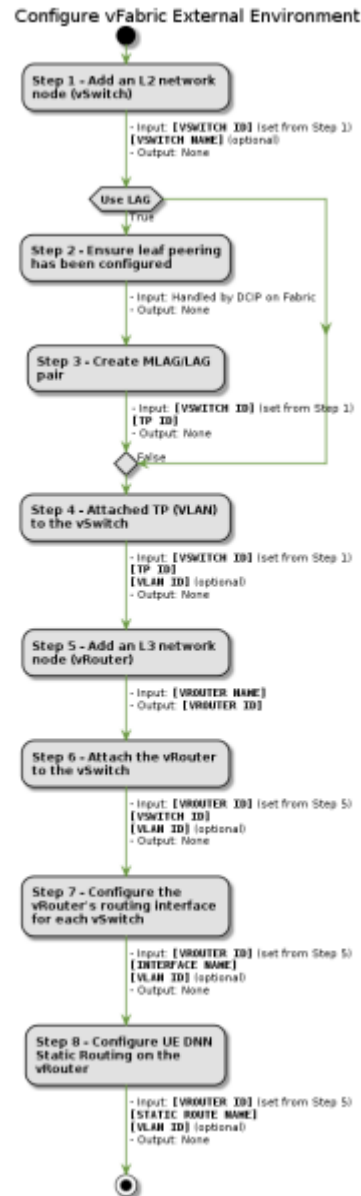 Configure vFabric External Environment
Step 1 - Add an L2 network
node (vSwitch)
- Input: [VSWITCH ID] (set from Step 1)
[VSWITCH NAME] (optional)
- Output: None
Use LAG
True
Step 2 - Ensure leaf peering
has been configured
- Input: Handled by DCIP on Fabric
- Output: None
Step 3 - Create MLAG/LAG
pair
- Input: [VSWITCH ID] (set from Step 1)
[TP ID]
- Output: None
False
Step 4 - Attached TP (VLAN)
to the vSwitch
- Input: [VSWITCH ID] (set from Step 1)
[TP ID]
[VLAN ID] (optional)
- Output: None
Step 5 - Add an L3 network
node (vRouter)
- Input: [VROUTER NAME]
- Output: [VROUTER ID]
Step 6 - Attach the vRouter
to the vSwitch
- Input: [VROUTER ID] (set from Step 5)
[VSWITCH ID]
[VLAN ID] (optional)
- Output: None
Step 7 - Configure the
vRouter's routing interface
for each vSwitch
- Input: [VROUTER ID] (set from Step 5)
[INTERFACE NAME]
[VLAN ID] (optional)
- Output: None
Step 8 - Configure UE DNN
Static Routing on the
vRouter
- Input: [VROUTER ID] (set from Step 5)
[STATIC ROUTE NAME]
[VLAN ID] (optional)
- Output: None